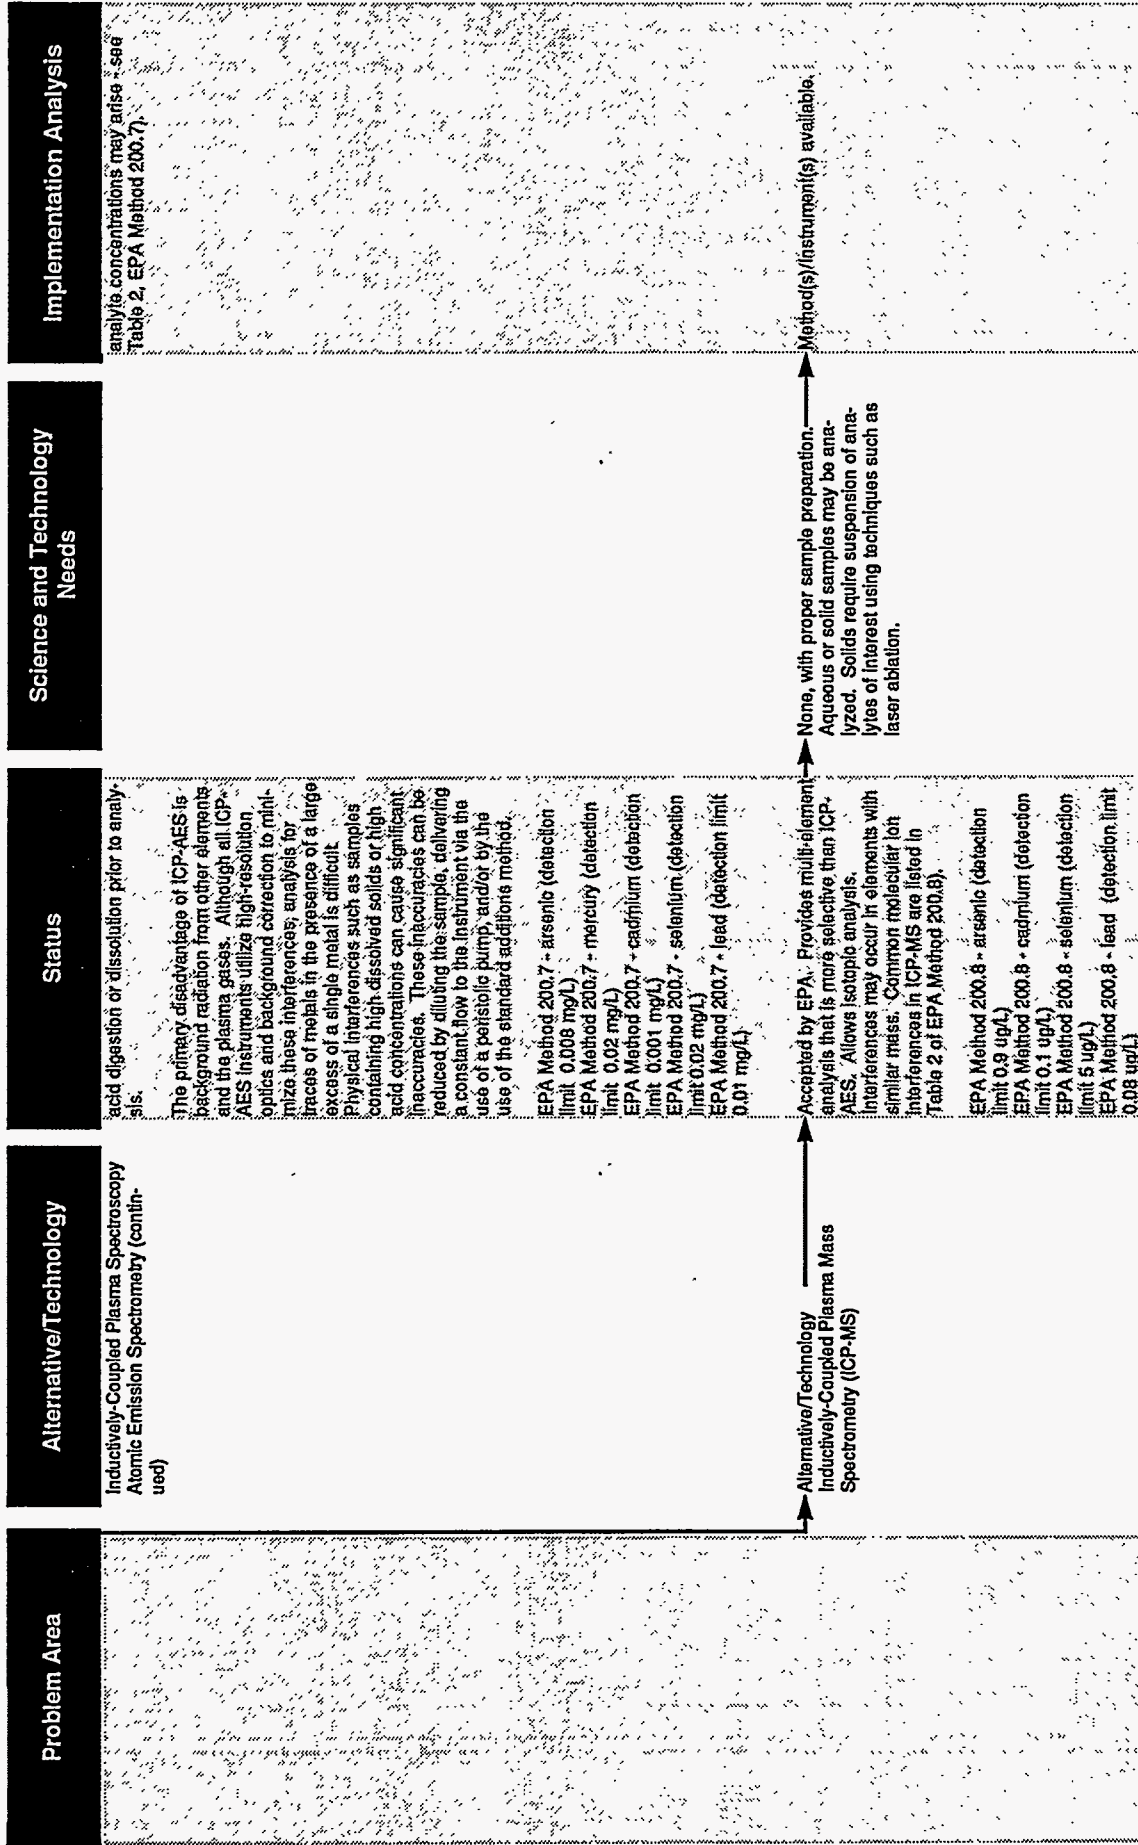 Problem Area
Alternative/Technology
Status
Science and Technology
Needs
Implementation Analysis
Inductively-Coupled Plasma Spectroscopy
Atomic Emission Spectrometry (contin-
ued)
acid digestion or dissolution prior to analy-
sis.
The primary disadvantage of ICP-AES is
background radiation from other elements
and the plasma gases. Although all ICP-
AES instruments utilize high-resolution
optics and background correction to mini-
mize these interferences, analysis for
traces of metals in the presence of a large
excess of a single metal is difficult.
Physical interferences such as samples
containing high dissolved solids or high
acid concentrations can cause significant
inaccuracies. These inaccuracies can be
reduced by diluting the sample, delivering
a constant flow to the instrument via the
use of a peristolic pump, and/or by the
use of the standard additions method.
EPA Method 200.7 - arsenic (detection
limit 0.008 mg/L)
EPA Method 200.7 - mercury (detection
limit 0.02 mg/L)
EPA Method 200.7 - cadmium (detection
limit 0.001 mg/L)
EPA Method 200.7 - selenium (detection
limit 0.02 mg/L)
EPA Method 200.7 - lead (detection limit
0.01 mg/L)
analyte concentrations may arise - see
Table 2, EPA Method 200.7).
Alternative/Technology
Inductively-Coupled Plasma Mass
Spectrometry (ICP-MS)
Accepted by EPA. Provides multi-element
analysis that is more selective than ICP-
AES. Allows isotopic analysis.
Interferences may occur in elements with
similar mass. Common molecular ion
interferences in ICP-MS are listed in
Table 2 of EPA Method 200.8).
EPA Method 200.8 - arsenic (detection
limit 0.9 ug/L)
EPA Method 200.8 - cadmium (detection
limit 0.1 ug/L)
EPA Method 200.8 - selenium (detection
limit 5 ug/L)
EPA Method 200.8 - lead (detection limit
0.08 ug/L)
None, with proper sample preparation.
Aqueous or solid samples may be ana-
lyzed. Solids require suspension of ana-
lytes of interest using techniques such as
laser ablation.
Method(s)/Instrument(s) available.